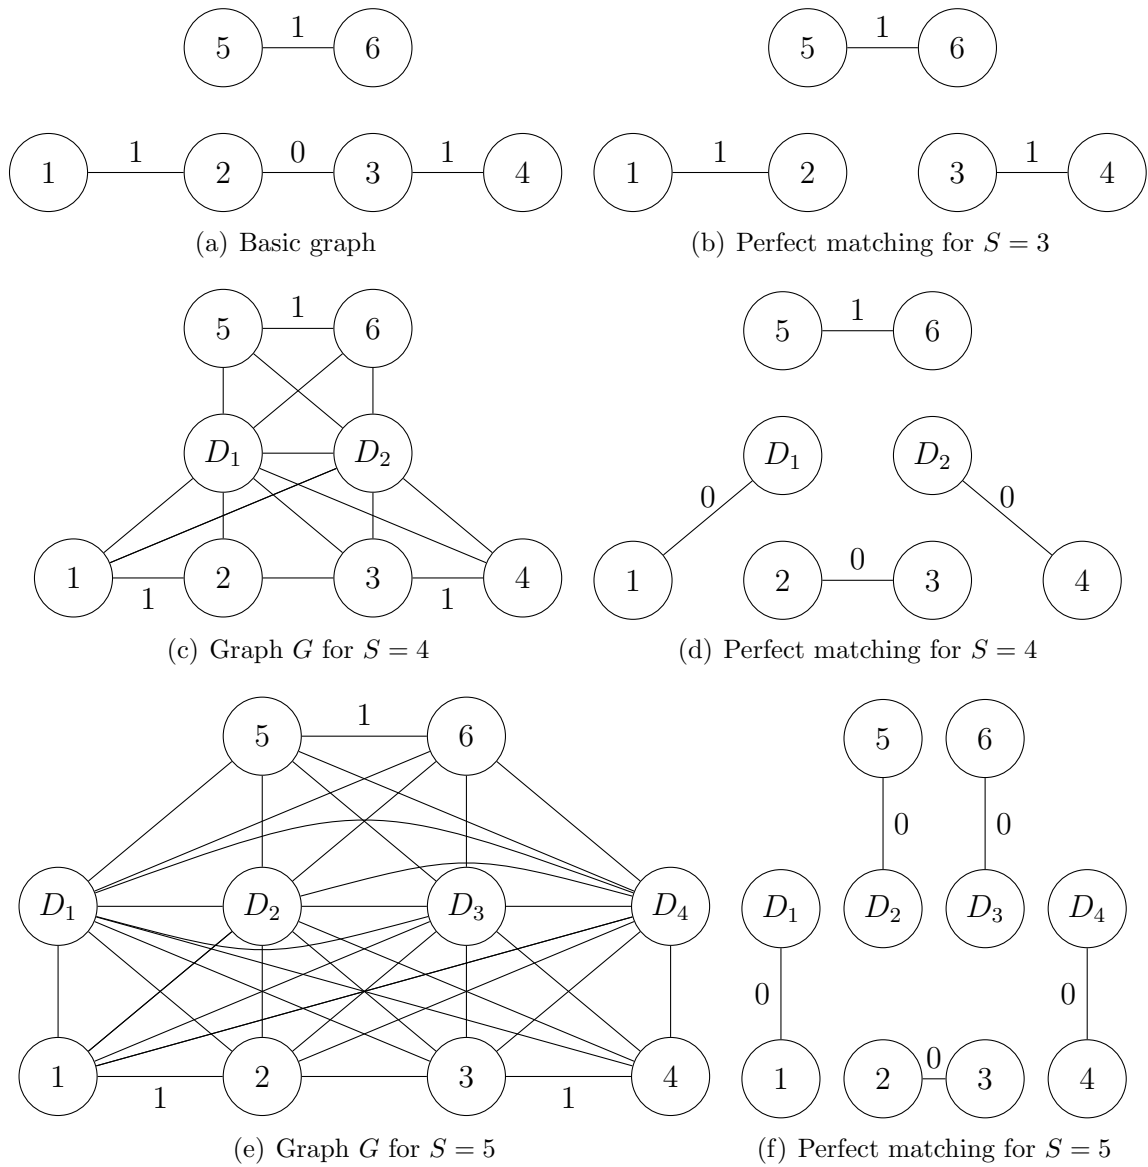 1
5 6
1 0 1
1 2 3 4
(a) Basic graph
1
5 6
1 1
1 2 3 4
(b) Perfect matching for S = 3
1
5 6
D₁ D₂
1 2 3 4
1 1
(c) Graph G for S = 4
1
5 6
D₁ D₂
0 0
0
1 2 3 4
(d) Perfect matching for S = 4
1
5 6
D₁ D₂ D₃ D₄
1 2 3 4
1 1
(e) Graph G for S = 5
5 6
0 0
D₁ D₂ D₃ D₄
0 0
0
1 2 3 4
(f) Perfect matching for S = 5